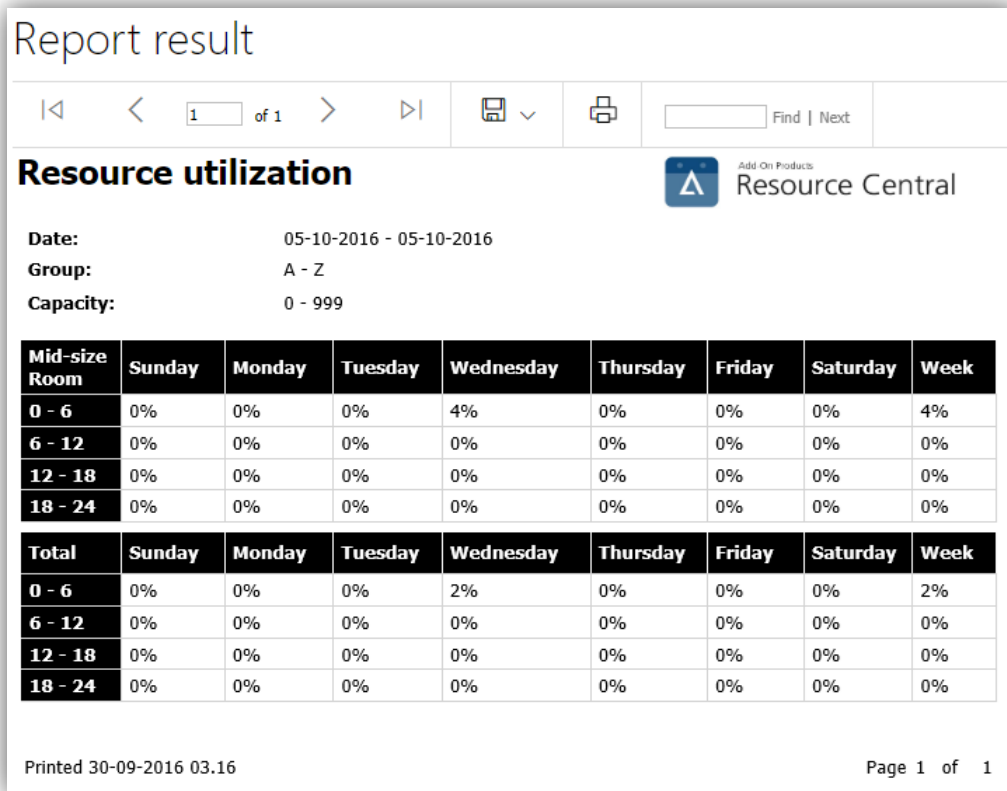 Report result
1 of 1 Find | Next
Resource utilization
Add-On Products
Resource Central
Date: 05-10-2016 - 05-10-2016
Group: A - Z
Capacity: 0 - 999
Mid-size Room Sunday Monday Tuesday Wednesday Thursday Friday Saturday Week
0 - 6 0% 0% 0% 4% 0% 0% 0% 4%
6 - 12 0% 0% 0% 0% 0% 0% 0% 0%
12 - 18 0% 0% 0% 0% 0% 0% 0% 0%
18 - 24 0% 0% 0% 0% 0% 0% 0% 0%
Total Sunday Monday Tuesday Wednesday Thursday Friday Saturday Week
0 - 6 0% 0% 0% 2% 0% 0% 0% 2%
6 - 12 0% 0% 0% 0% 0% 0% 0% 0%
12 - 18 0% 0% 0% 0% 0% 0% 0% 0%
18 - 24 0% 0% 0% 0% 0% 0% 0% 0%
Printed 30-09-2016 03.16 Page 1 of 1